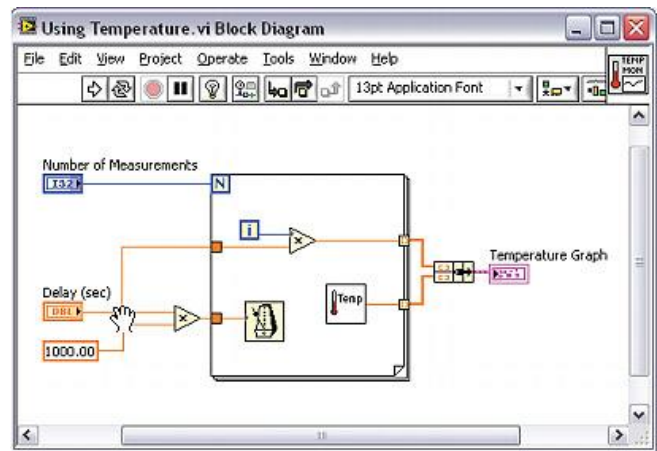 Using Temperature.vi Block Diagram
File Edit View Project Operate Tools Window Help
TEMP
MON
13pt Application Font
Number of Measurements
I32
N
i
Temperature Graph
Temp
Delay (sec)
DBL
1000.00